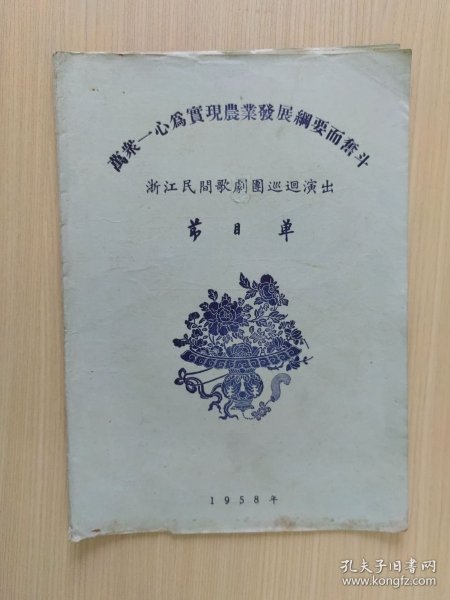 萬衆一心爲實現農業發展綱要而奮斗
浙江民間歌劇團巡迴演出
節目單
1958年
孔夫子旧书网
www.kongfz.com